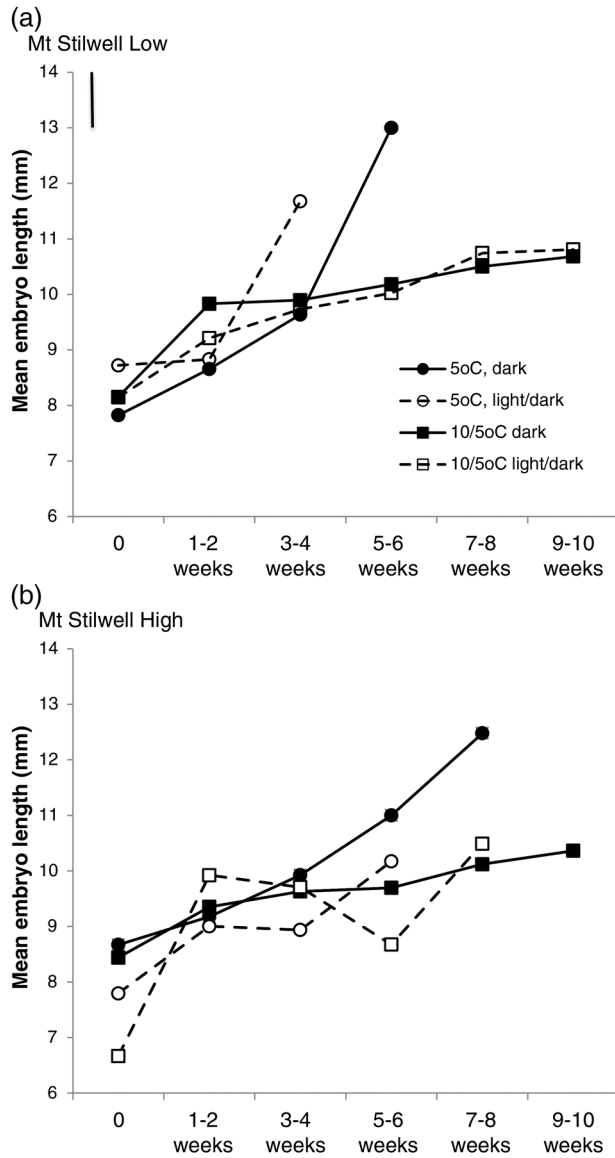 (a)
Mt Stilwell Low
Mean embryo length (mm)
14
13
12
11
10
9
8
7
6
5oC, dark
5oC, light/dark
10/5oC dark
10/5oC light/dark
0
1-2 weeks
3-4 weeks
5-6 weeks
7-8 weeks
9-10 weeks
(b)
Mt Stilwell High
Mean embryo length (mm)
14
13
12
11
10
9
8
7
6
0
1-2 weeks
3-4 weeks
5-6 weeks
7-8 weeks
9-10 weeks